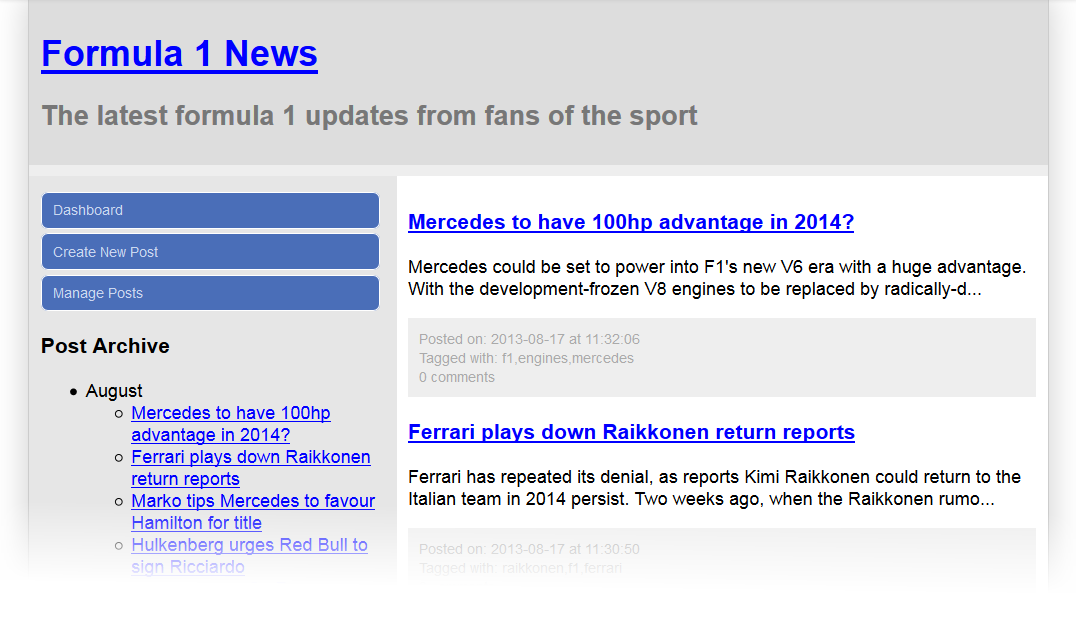 Formula 1 News
The latest formula 1 updates from fans of the sport
Dashboard
Create New Post
Manage Posts
Post Archive
August
Mercedes to have 100hp
advantage in 2014?
Ferrari plays down Raikkonen
return reports
Marko tips Mercedes to favour
Hamilton for title
Hulkenberg urges Red Bull to
sign Ricciardo
Mercedes to have 100hp advantage in 2014?
Mercedes could be set to power into F1's new V6 era with a huge advantage.
With the development-frozen V8 engines to be replaced by radically-d...
Posted on: 2013-08-17 at 11:32:06
Tagged with: f1,engines,mercedes
0 comments
Ferrari plays down Raikkonen return reports
Ferrari has repeated its denial, as reports Kimi Raikkonen could return to the
Italian team in 2014 persist. Two weeks ago, when the Raikkonen rumo...
Posted on: 2013-08-17 at 11:30:50
Tagged with: raikkonen,f1,ferrari